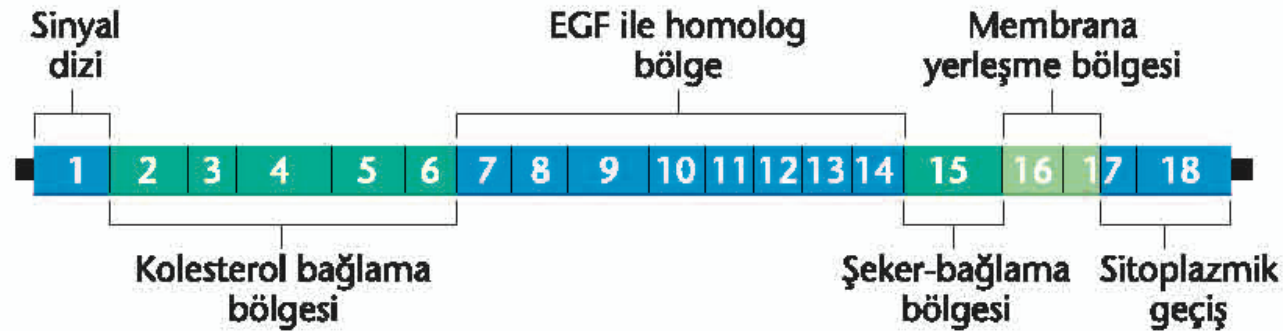 Sinyal
dizi
EGF ile homolog
bölge
Membrana
yerleşme bölgesi
1 2 3 4 5 6 7 8 9 10 11 12 13 14 15 16 17 18
Kolesterol bağlama
bölgesi
Şeker-bağlama
bölgesi
Sitoplazmik
geçiş